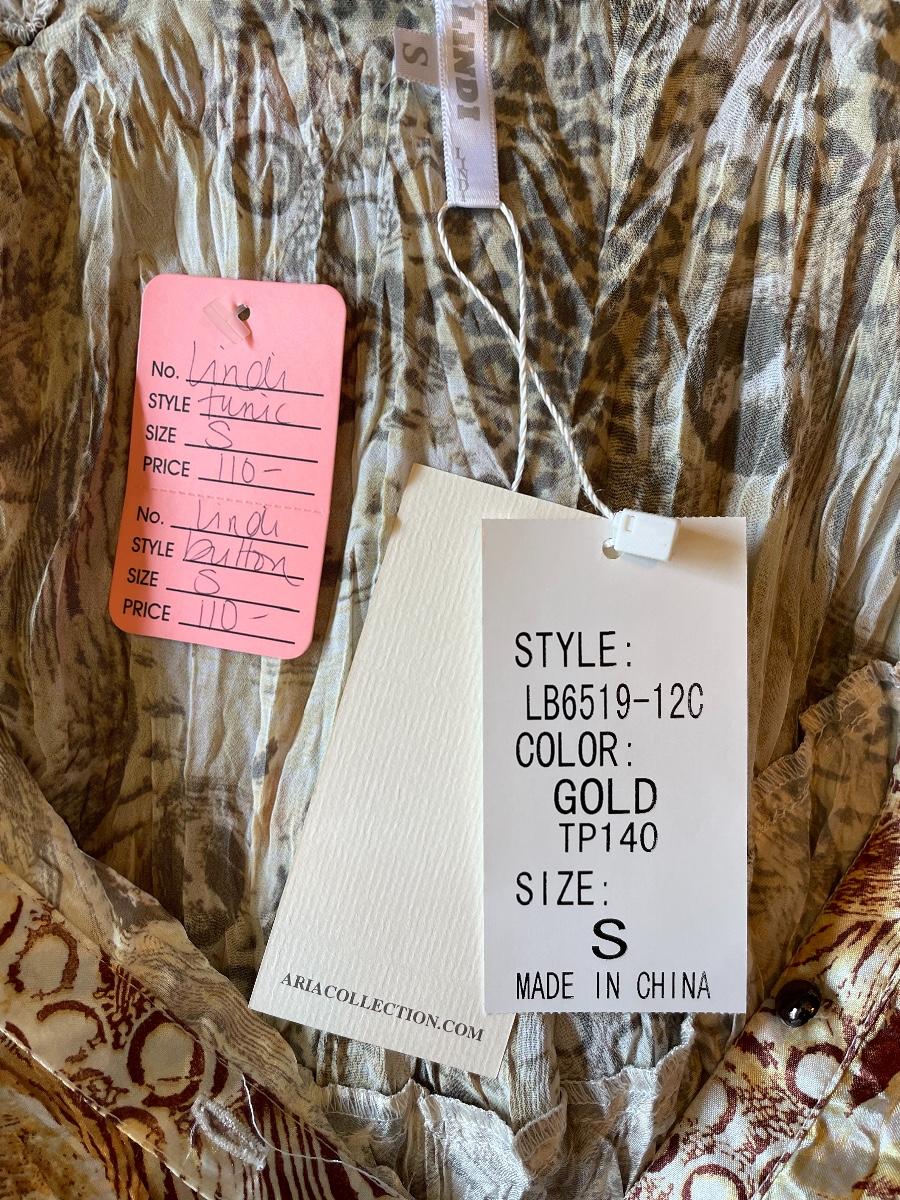 LINDI
S
No. Lindi
STYLE tunic
SIZE S
PRICE 110-
No. Lindi
STYLE button
SIZE S
PRICE 110-
ARIACOLLECTION.COM
STYLE:
LB6519-12C
COLOR:
GOLD
TP140
SIZE:
S
MADE IN CHINA